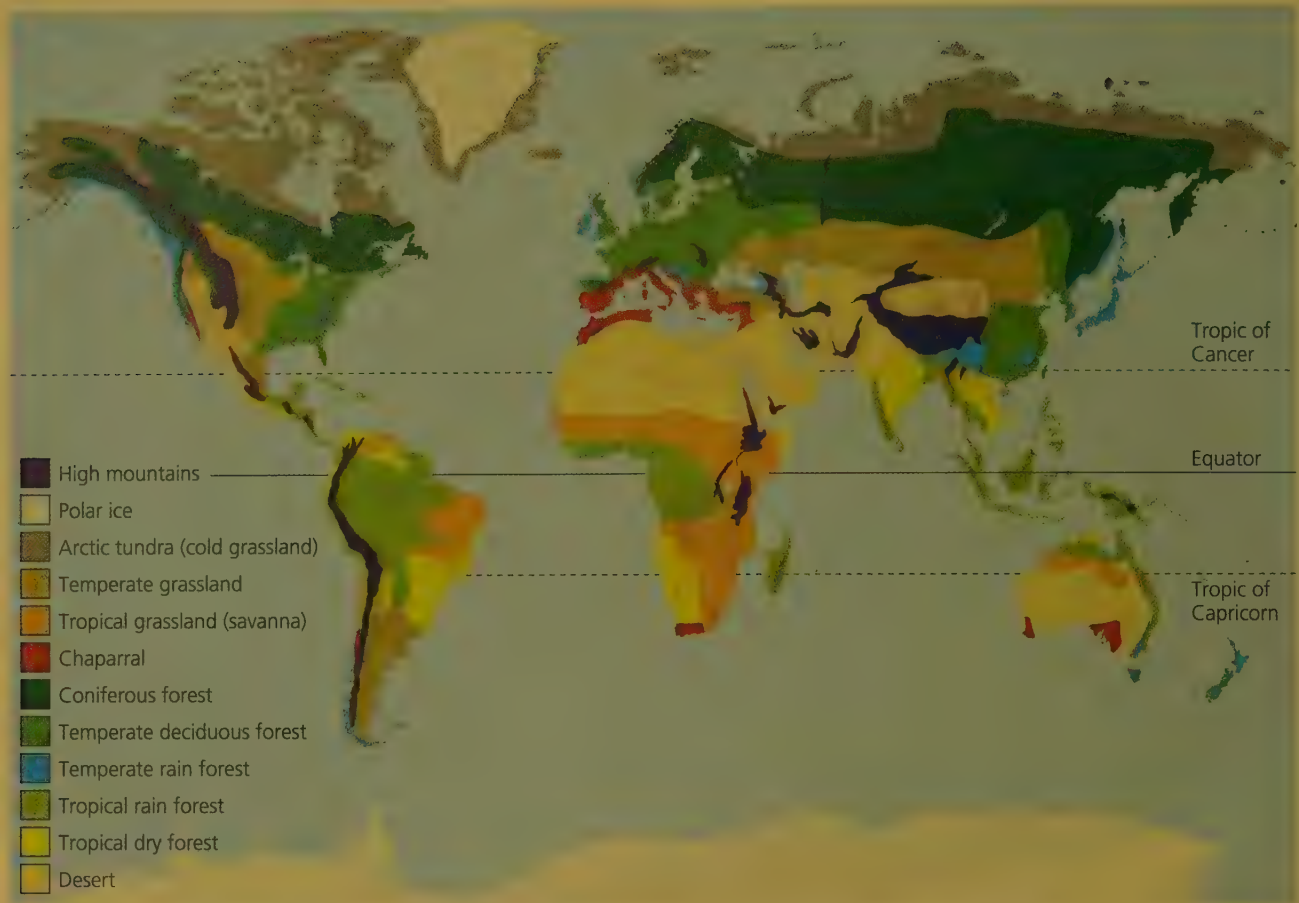 Tropic of
Cancer
Equator
Tropic of
Capricorn
High mountains
Polar ice
Arctic tundra (cold grassland)
Temperate grassland
Tropical grassland (savanna)
Chaparral
Coniferous forest
Temperate deciduous forest
Temperate rain forest
Tropical rain forest
Tropical dry forest
Desert